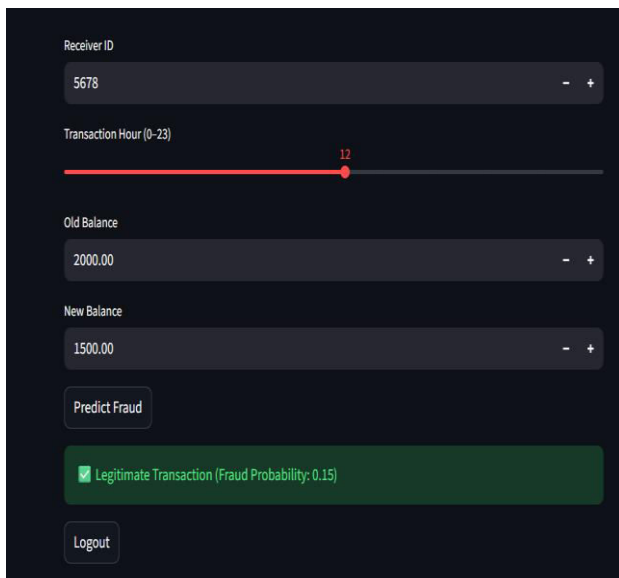 Receiver ID
5678
Transaction Hour (0–23)
12
Old Balance
2000.00
New Balance
1500.00
Predict Fraud
✅ Legitimate Transaction (Fraud Probability: 0.15)
Logout